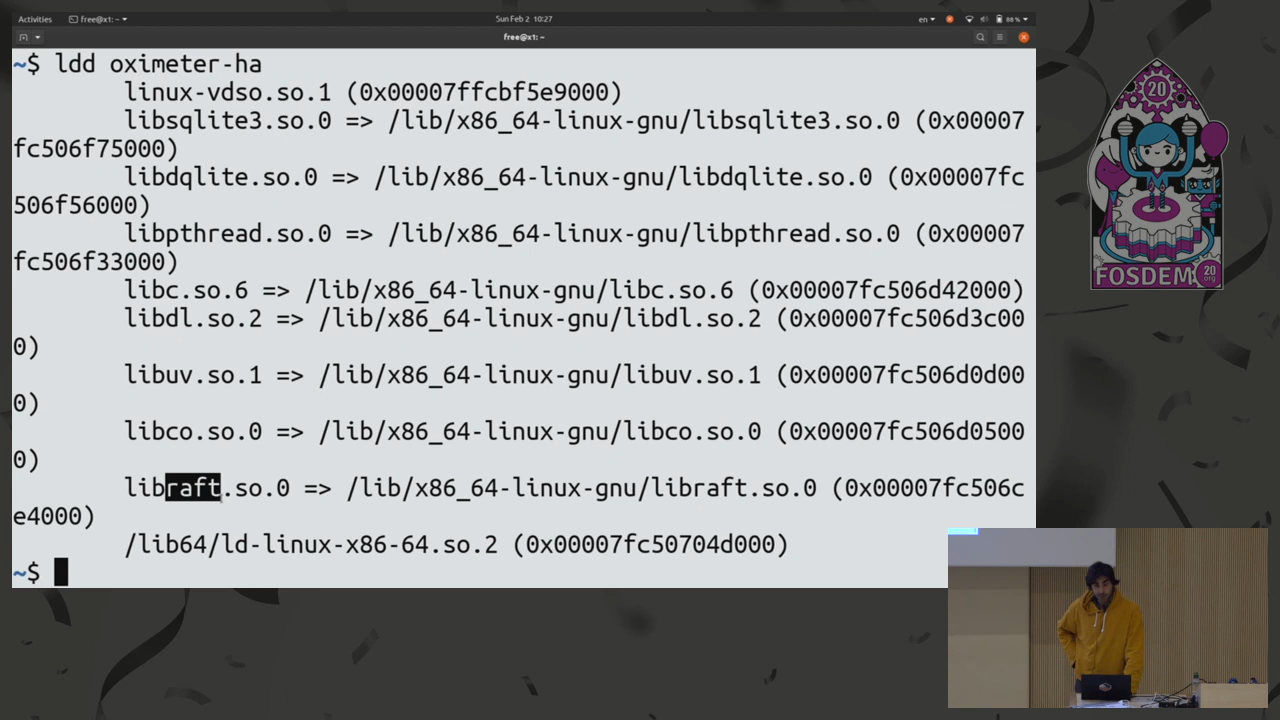 Activities
free@x1: ~
Sun Feb 2 10:27
en
88%
free@x1: ~
~$ ldd oximeter-ha
linux-vdso.so.1 (0x00007ffcbf5e9000)
libsqlite3.so.0 => /lib/x86_64-linux-gnu/libsqlite3.so.0 (0x00007
fc506f75000)
libdqlite.so.0 => /lib/x86_64-linux-gnu/libdqlite.so.0 (0x00007fc
506f56000)
libpthread.so.0 => /lib/x86_64-linux-gnu/libpthread.so.0 (0x00007
fc506f33000)
libc.so.6 => /lib/x86_64-linux-gnu/libc.so.6 (0x00007fc506d42000)
libdl.so.2 => /lib/x86_64-linux-gnu/libdl.so.2 (0x00007fc506d3c00
0)
libuv.so.1 => /lib/x86_64-linux-gnu/libuv.so.1 (0x00007fc506d0d00
0)
libco.so.0 => /lib/x86_64-linux-gnu/libco.so.0 (0x00007fc506d0500
0)
libraft.so.0 => /lib/x86_64-linux-gnu/libraft.so.0 (0x00007fc506c
e4000)
/lib64/ld-linux-x86-64.so.2 (0x00007fc50704d000)
~$
20
FOSDEM
20
.org